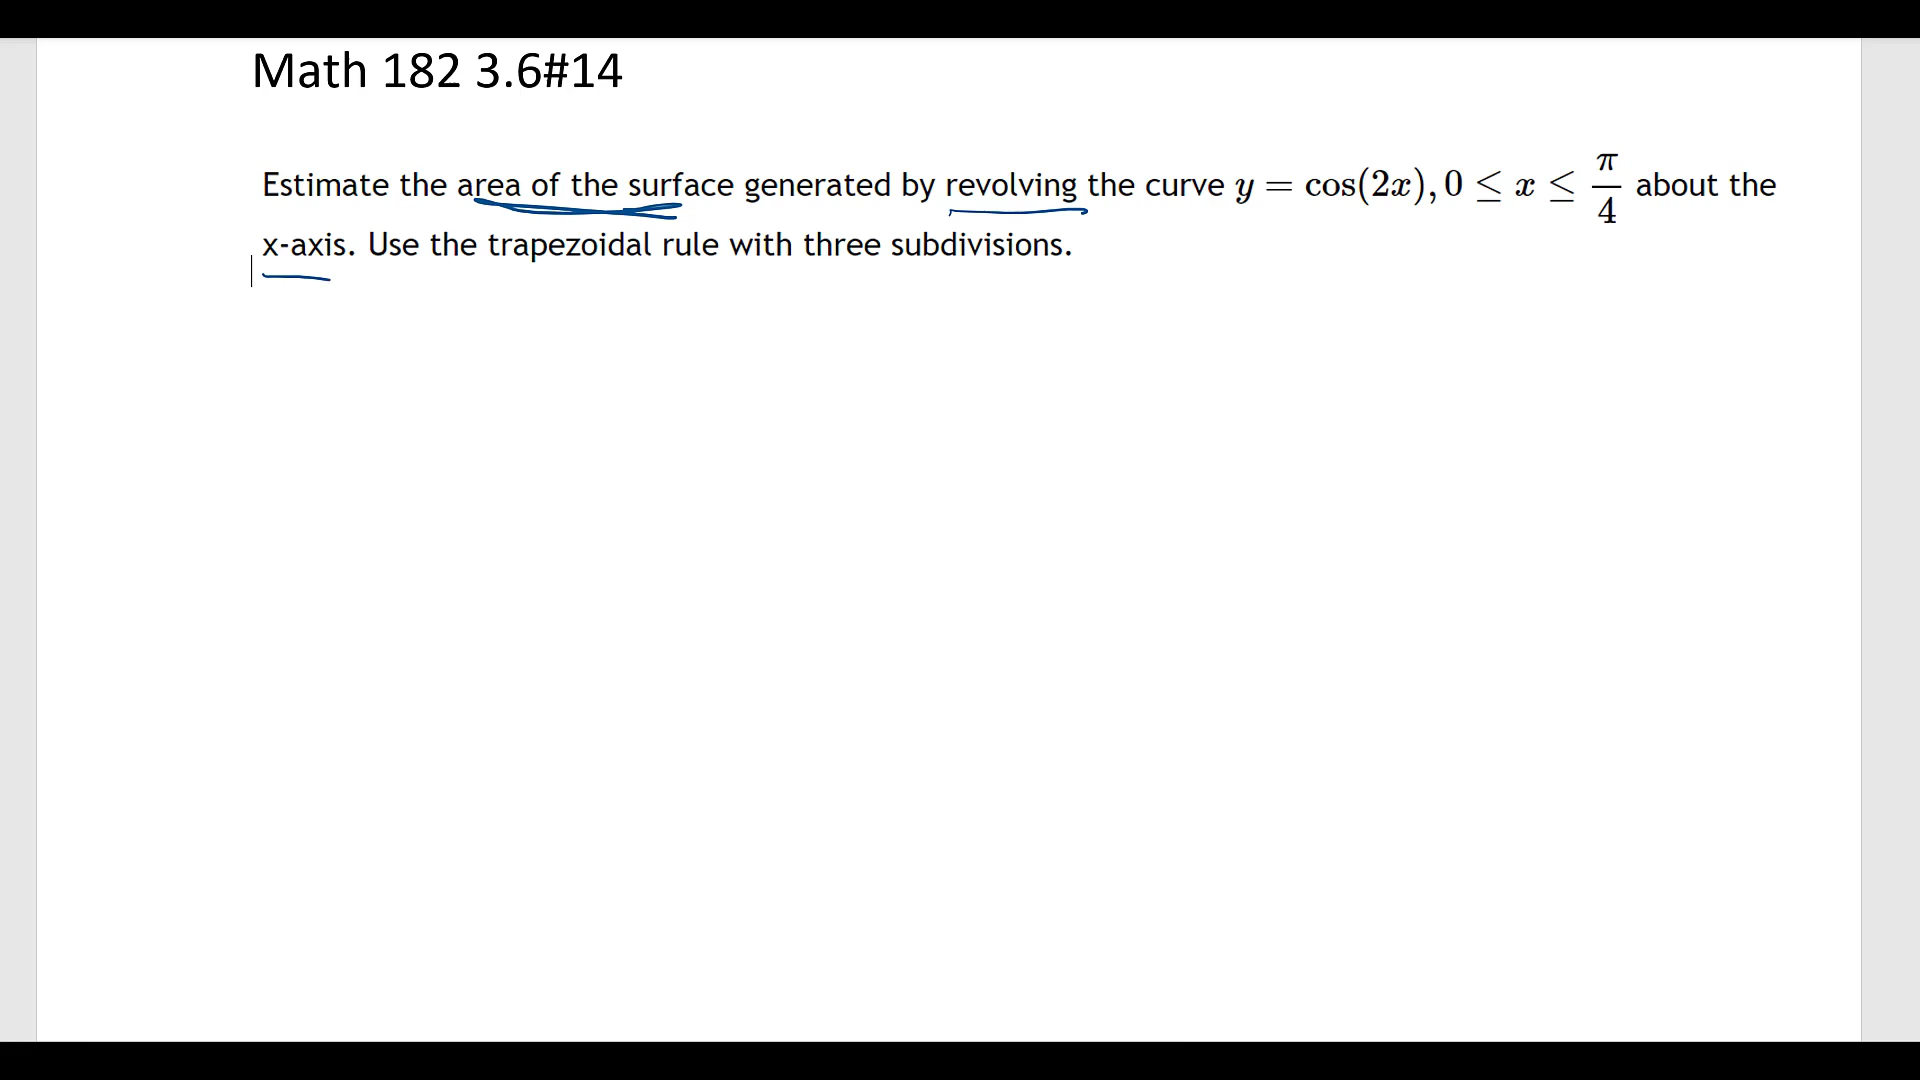 Math 182 3.6#14
Estimate the area of the surface generated by revolving the curve y = cos(2x), 0 ≤ x ≤ π/4 about the
x-axis. Use the trapezoidal rule with three subdivisions.